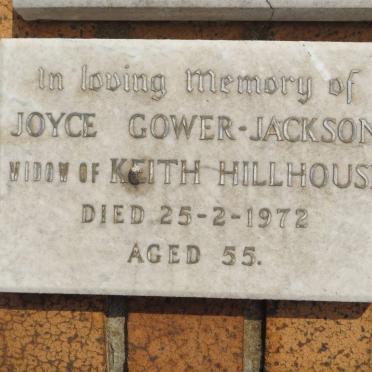 In loving Memory of
JOYCE GOWER-JACKSON
WIDOW OF KEITH HILLHOUSE
DIED 25-2-1972
AGED 55.